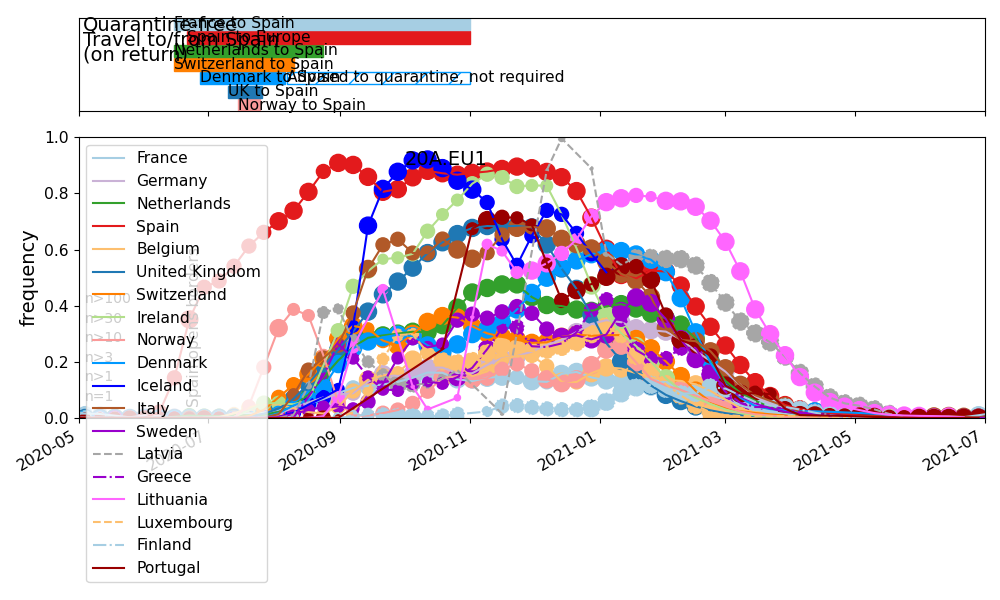 Quarantine-free
Travel to/from Spain
(on return)
France to Spain
Spain to Europe
Netherlands to Spain
Switzerland to Spain
Denmark to Spain
Advised to quarantine, not required
UK to Spain
Norway to Spain
20A.EU1
frequency
1.0
0.8
0.6
0.4
0.2
0.0
France
Germany
Netherlands
Spain
Belgium
United Kingdom
Switzerland
Ireland
Norway
Denmark
Iceland
Italy
Sweden
Latvia
Greece
Lithuania
Luxembourg
Finland
Portugal
n>100
n>30
n>10
n>3
n>1
n=1
Spain opens borders
2020-05
2020-07
2020-09
2020-11
2021-01
2021-03
2021-05
2021-07